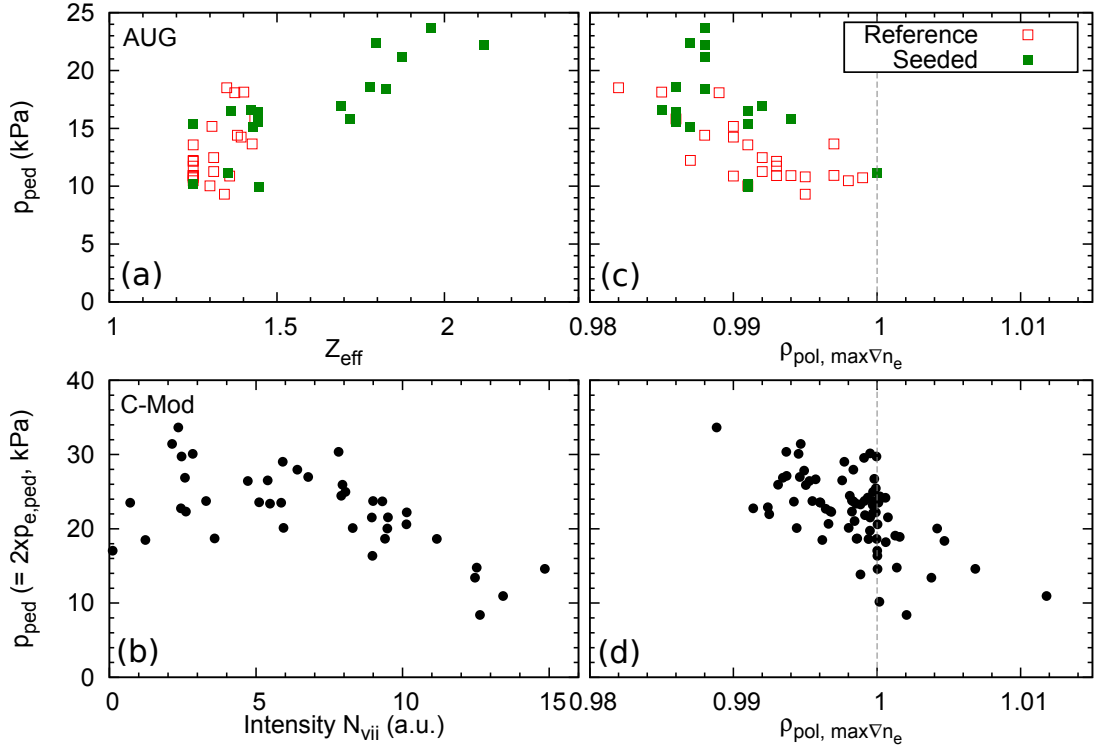 25
20
15
10
5
0
p_ped (kPa)
AUG
(a)
1 1.5 2
Z_eff
Reference
Seeded
(c)
0.98 0.99 1 1.01
ρ_pol, max∇n_e
40
30
20
10
0
p_ped (= 2xp_e,ped, kPa)
C-Mod
(b)
0 5 10 15
Intensity N_vii (a.u.)
(d)
0.98 0.99 1 1.01
ρ_pol, max∇n_e